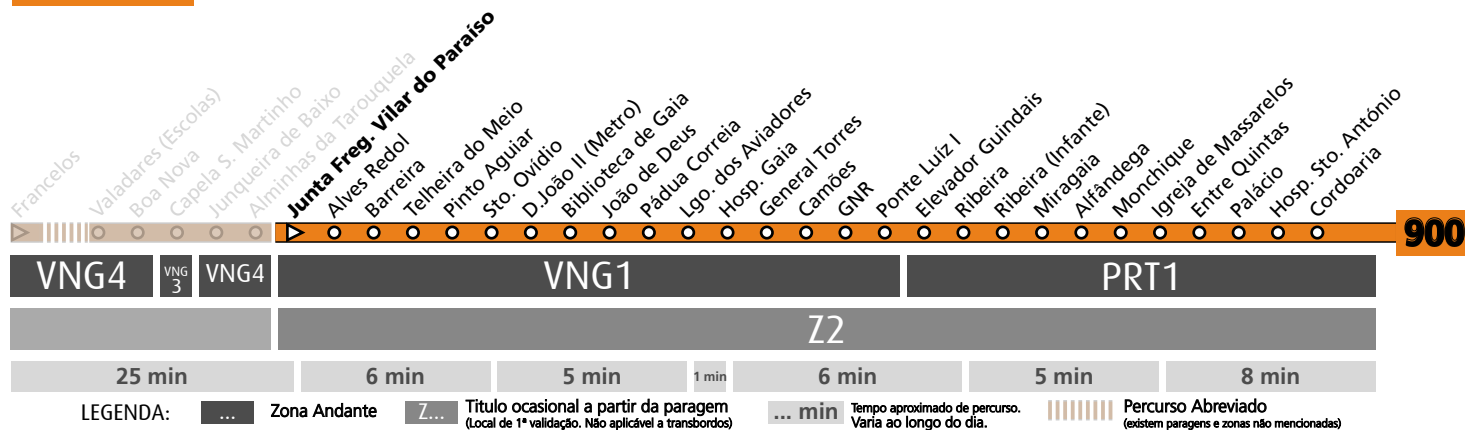 Francelos
Valadares (Escolas)
Boa Nova
Capela S. Martinho
Junqueira de Baixo
Alminhas da Tarouquela
Junta Freg. Vilar do Paraíso
Alves Redol
Barreira
Telheira do Meio
Pinto Aguiar
Sto. Ovídio
D.João II (Metro)
Biblioteca de Gaia
João de Deus
Pádua Correia
Lgo. dos Aviadores
Hosp. Gaia
General Torres
Camões
GNR
Ponte Luíz I
Elevador Guindais
Ribeira
Ribeira (Infante)
Miragaia
Alfândega
Monchique
Igreja de Massarelos
Entre Quintas
Palácio
Hosp. Sto. António
Cordoaria
900
VNG4
VNG
3
VNG4
VNG1
PRT1
Z2
25 min
6 min
5 min
1 min
6 min
5 min
8 min
LEGENDA:
...
Zona Andante
Z...
Titulo ocasional a partir da paragem
(Local de 1ª validação. Não aplicável a transbordos)
... min
Tempo aproximado de percurso.
Varia ao longo do dia.
Percurso Abreviado
(existem paragens e zonas não mencionadas)